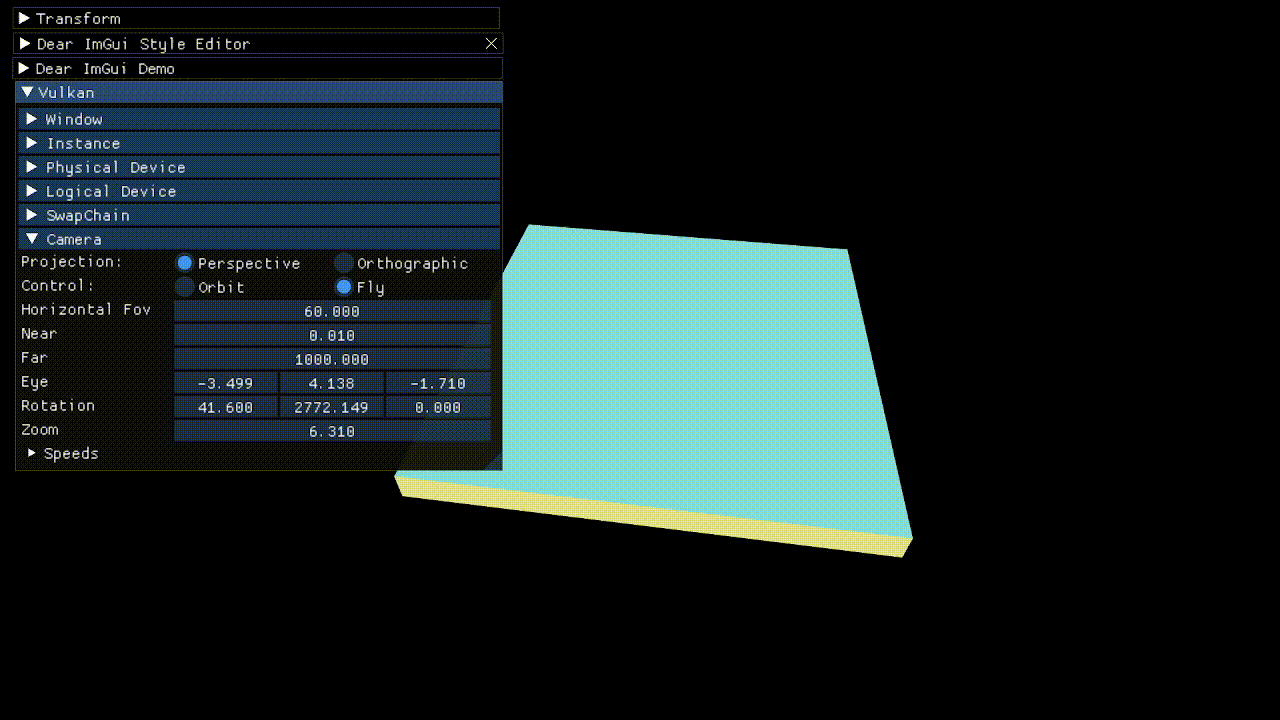 Transform
Dear ImGui Style Editor
Dear ImGui Demo
Vulkan
Window
Instance
Physical Device
Logical Device
SwapChain
Camera
Projection: Perspective Orthographic
Control: Orbit Fly
Horizontal Fov 60.000
Near 0.010
Far 1000.000
Eye -3.499 4.138 -1.710
Rotation 41.600 2772.149 0.000
Zoom 6.310
Speeds